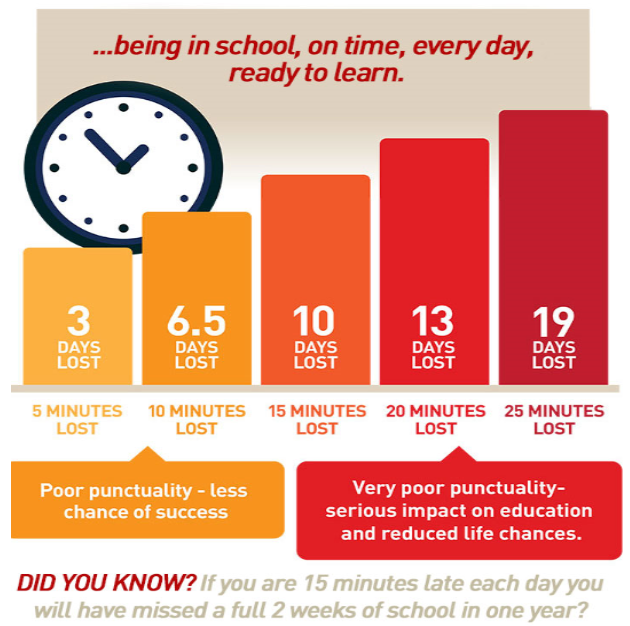 ...being in school, on time, every day,
ready to learn.
3
DAYS
LOST
6.5
DAYS
LOST
10
DAYS
LOST
13
DAYS
LOST
19
DAYS
LOST
5 MINUTES
LOST
10 MINUTES
LOST
15 MINUTES
LOST
20 MINUTES
LOST
25 MINUTES
LOST
Poor punctuality - less
chance of success
Very poor punctuality-
serious impact on education
and reduced life chances.
DID YOU KNOW? If you are 15 minutes late each day you
will have missed a full 2 weeks of school in one year?